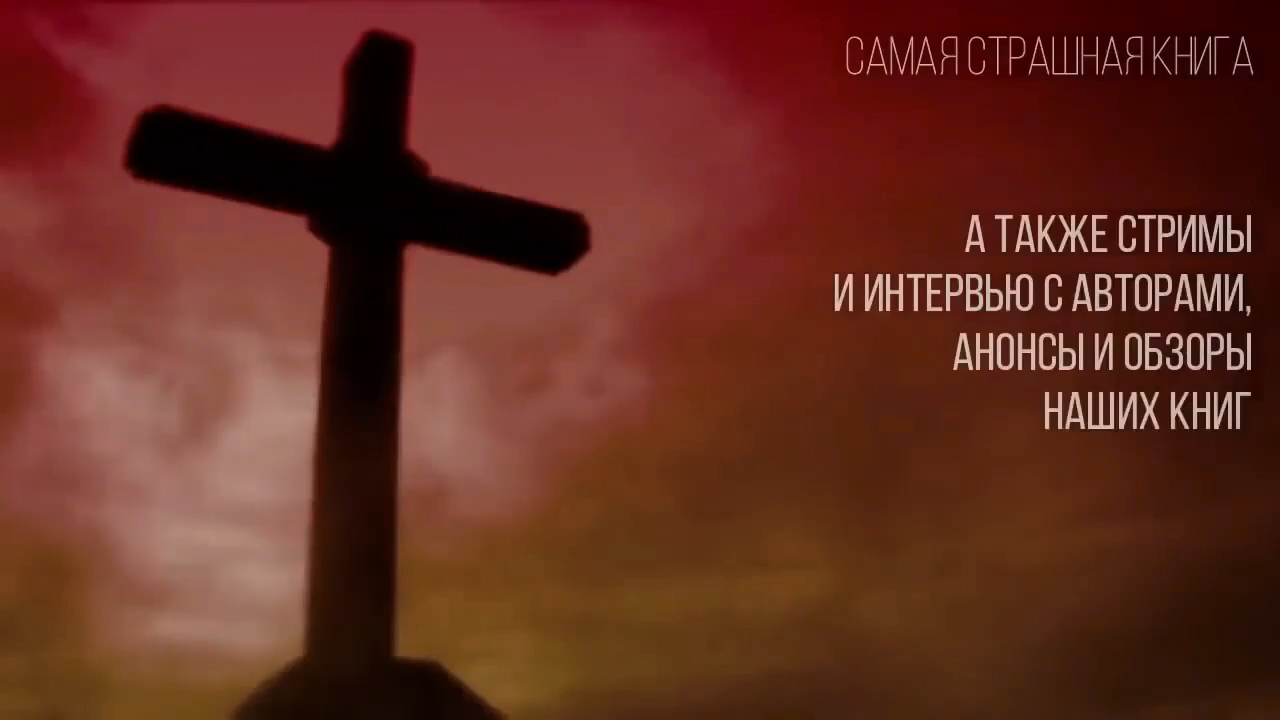 САМАЯ СТРАШНАЯ КНИГА
А ТАКЖЕ СТРИМЫ
И ИНТЕРВЬЮ С АВТОРАМИ,
АНОНСЫ И ОБЗОРЫ
НАШИХ КНИГ